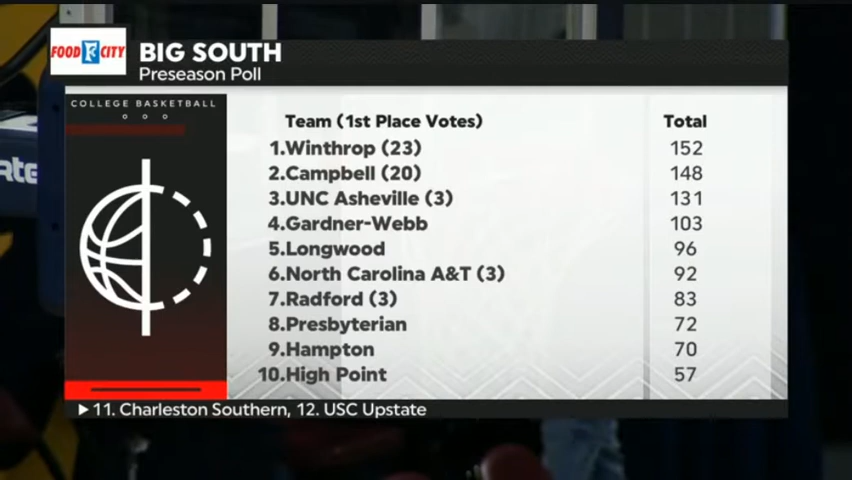 FOOD CITY
BIG SOUTH
Preseason Poll
COLLEGE BASKETBALL
Team (1st Place Votes) Total
1.Winthrop (23) 152
2.Campbell (20) 148
3.UNC Asheville (3) 131
4.Gardner-Webb 103
5.Longwood 96
6.North Carolina A&T (3) 92
7.Radford (3) 83
8.Presbyterian 72
9.Hampton 70
10.High Point 57
11. Charleston Southern, 12. USC Upstate